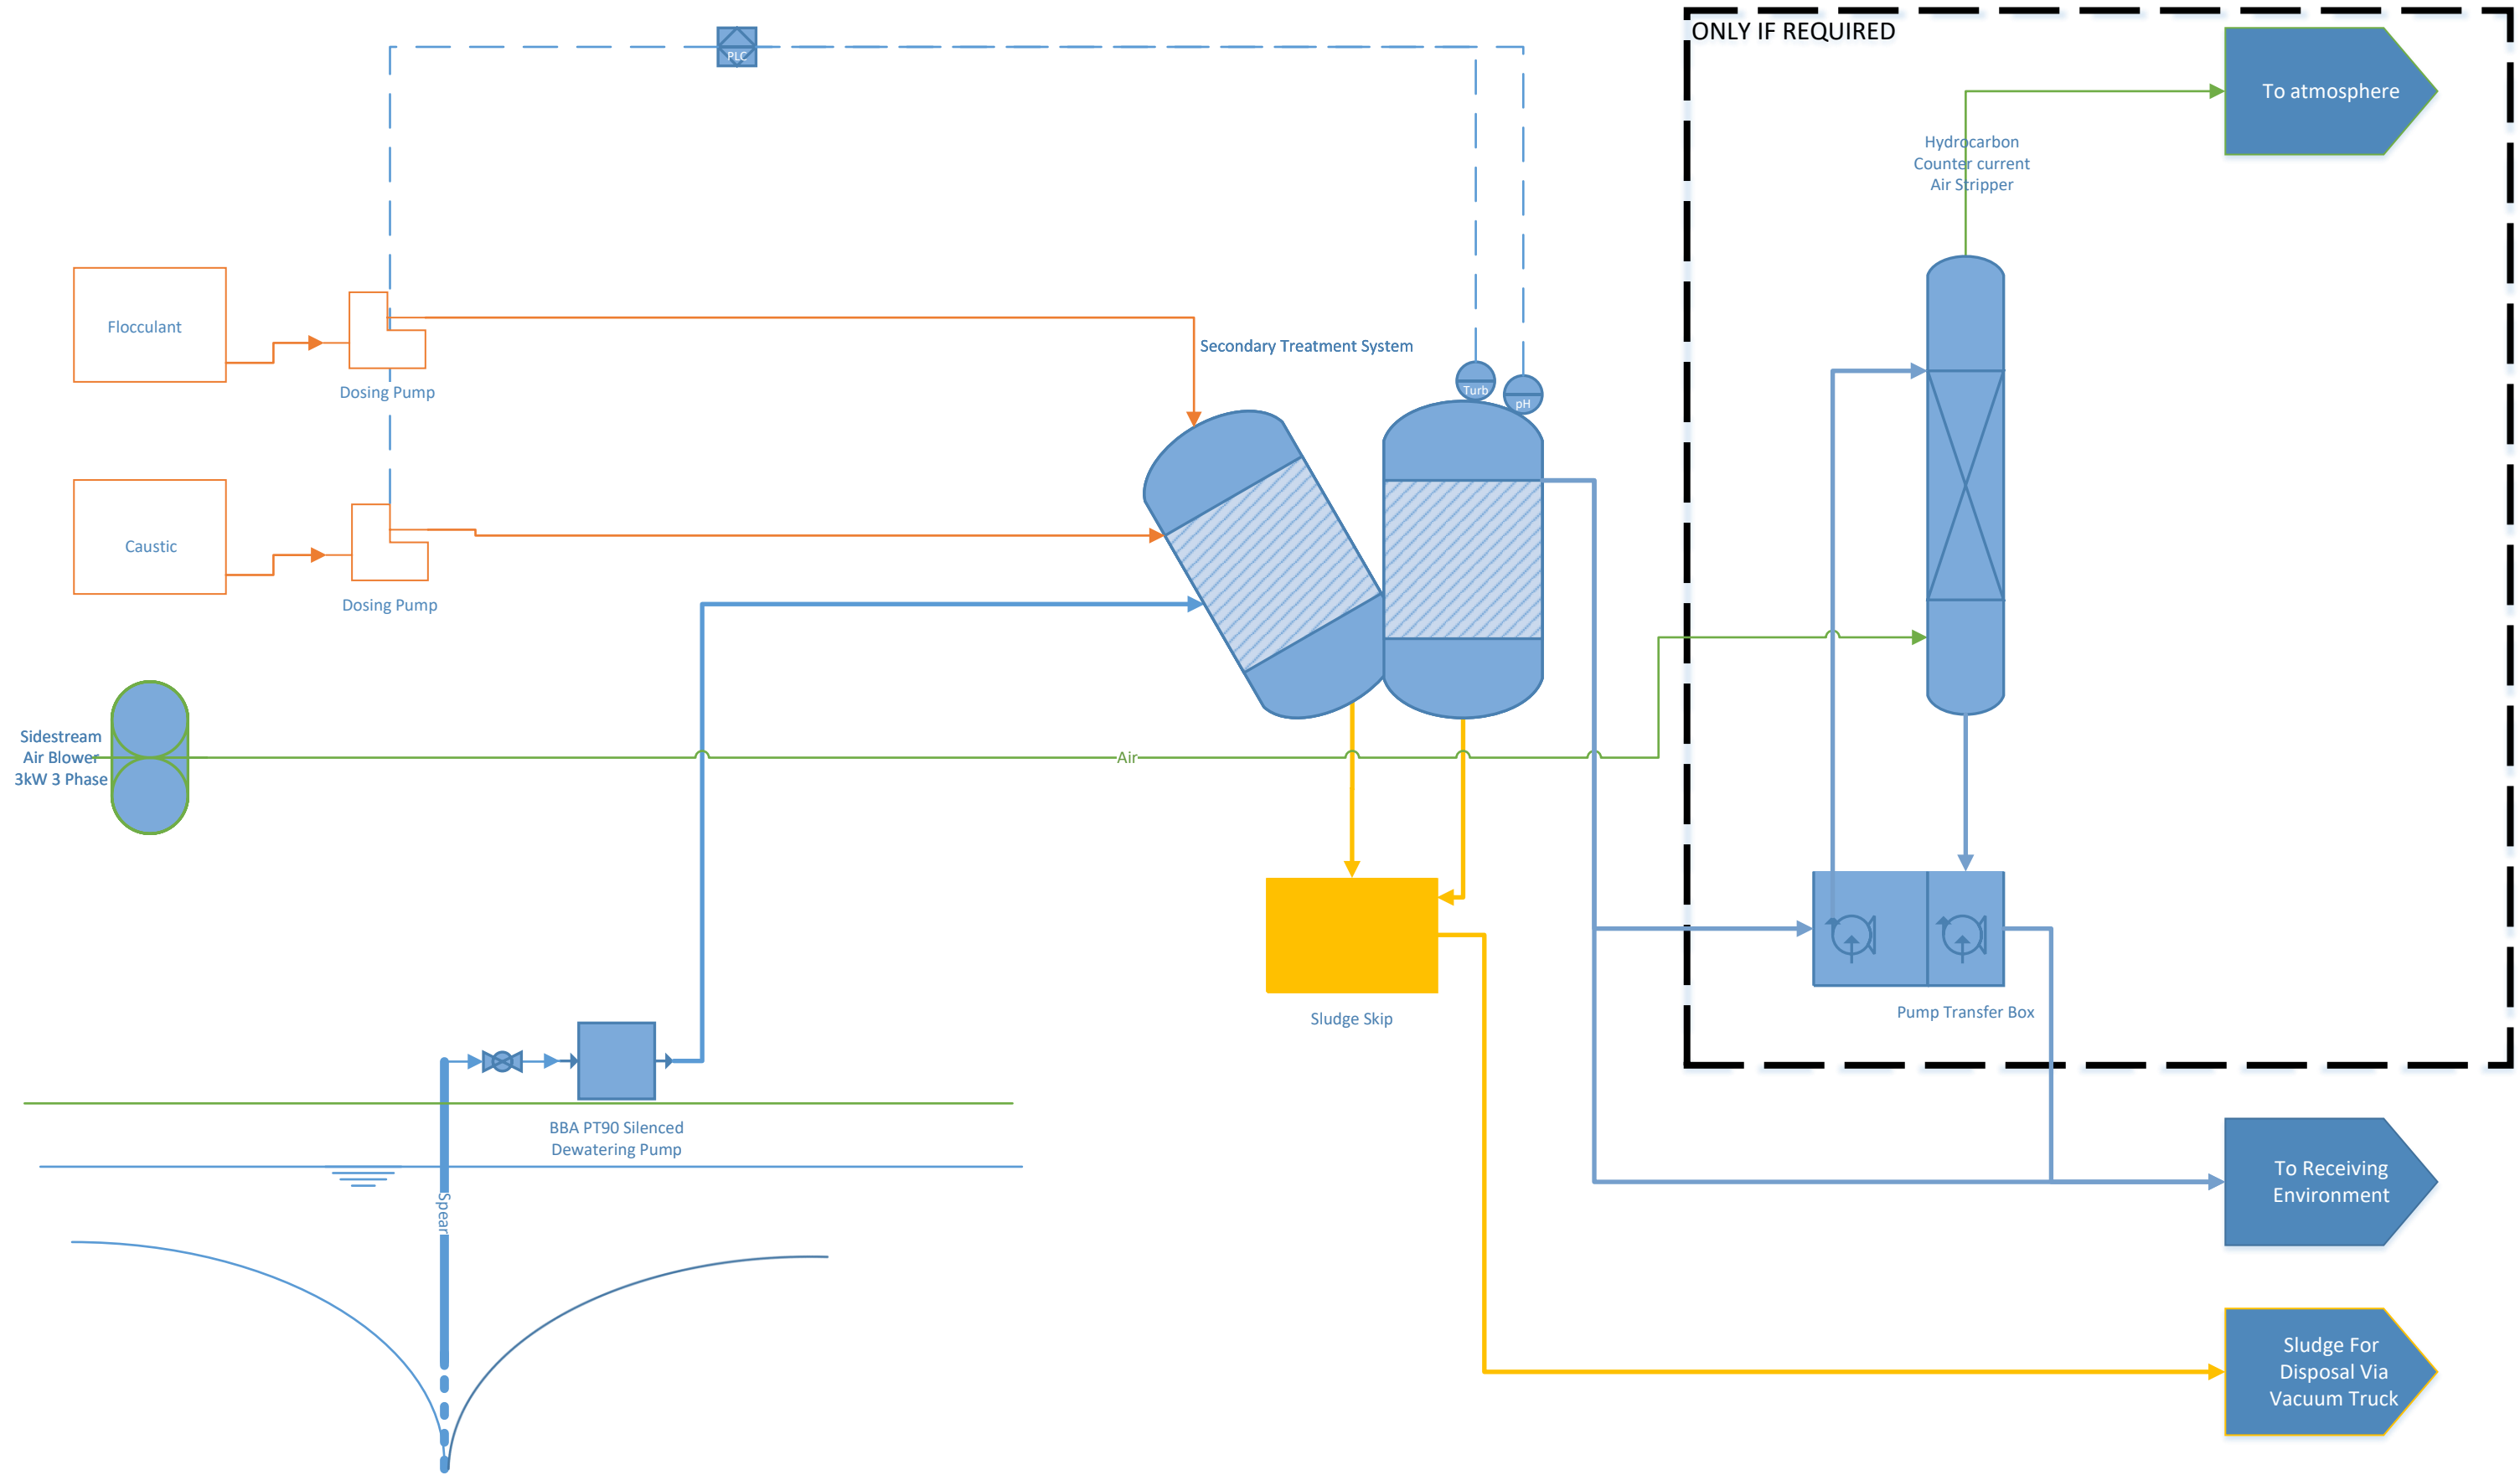 ONLY IF REQUIRED
PLC
To atmosphere
Hydrocarbon
Counter current
Air Stripper
Flocculant
Dosing Pump
Secondary Treatment System
Turb
pH
Caustic
Dosing Pump
Sidestream
Air Blower
3kW 3 Phase
Air
Sludge Skip
Pump Transfer Box
BBA PT90 Silenced
Dewatering Pump
Spear
To Receiving
Environment
Sludge For
Disposal Via
Vacuum Truck